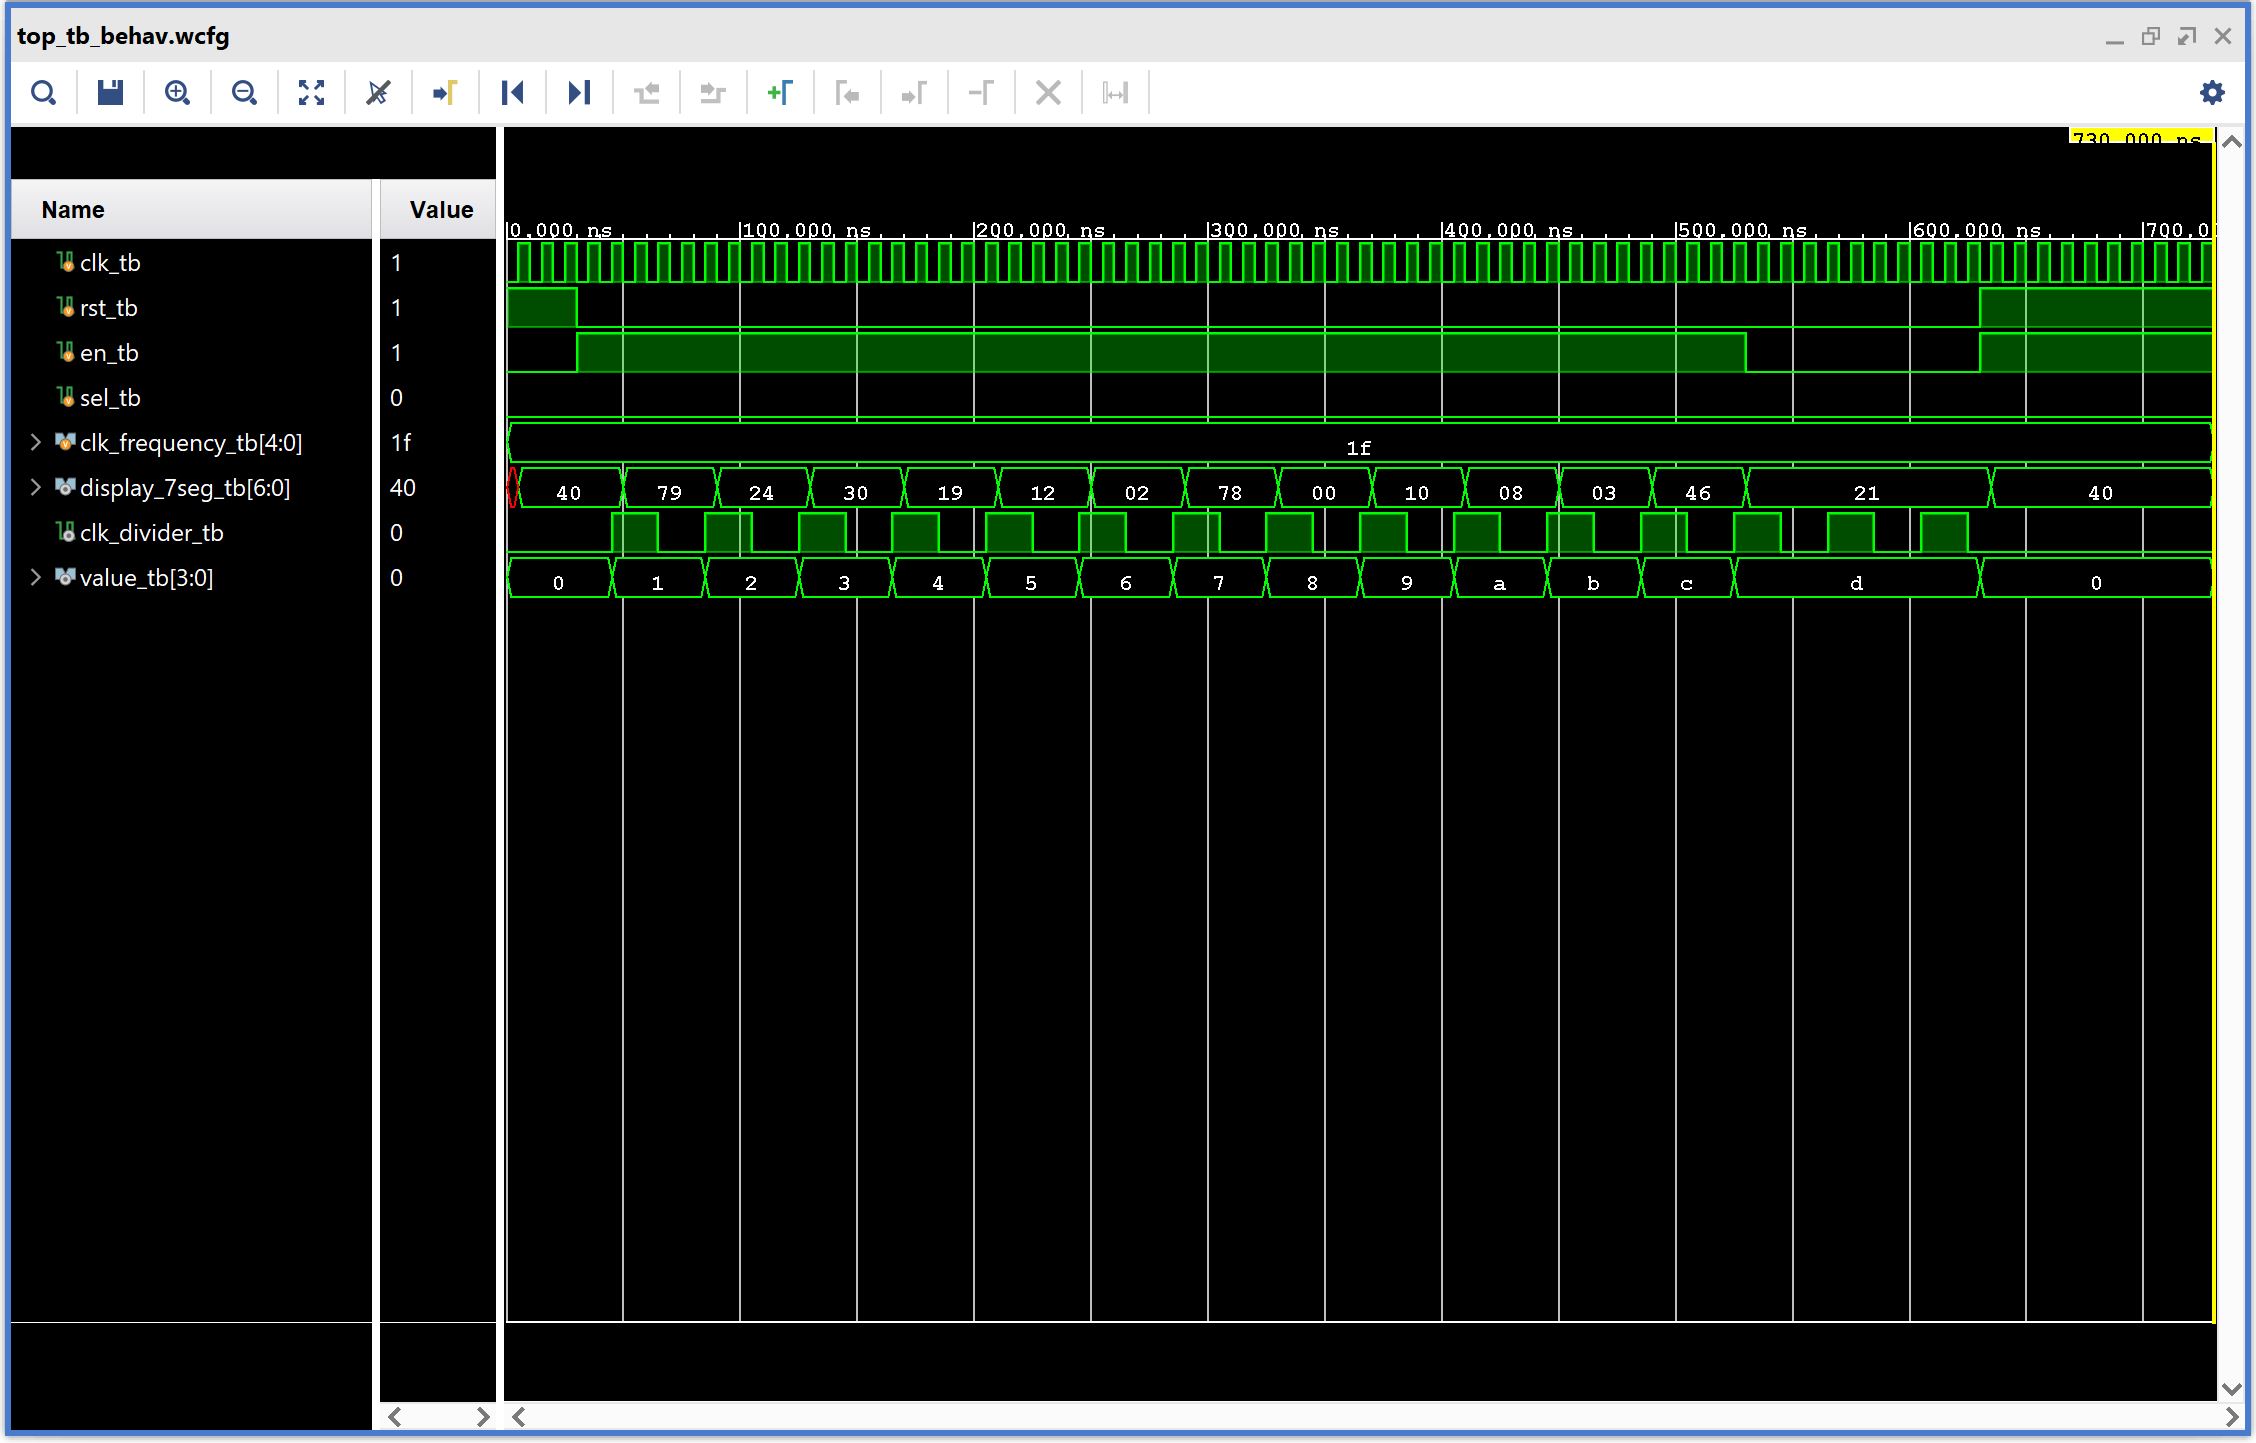 top_tb_behav.wcfg
730.000 ns
Name Value
0.000 ns 100.000 ns 200.000 ns 300.000 ns 400.000 ns 500.000 ns 600.000 ns 700.0
clk_tb 1
rst_tb 1
en_tb 1
sel_tb 0
clk_frequency_tb[4:0] 1f 1f
display_7seg_tb[6:0] 40 40 79 24 30 19 12 02 78 00 10 08 03 46 21 40
clk_divider_tb 0
value_tb[3:0] 0 0 1 2 3 4 5 6 7 8 9 a b c d 0